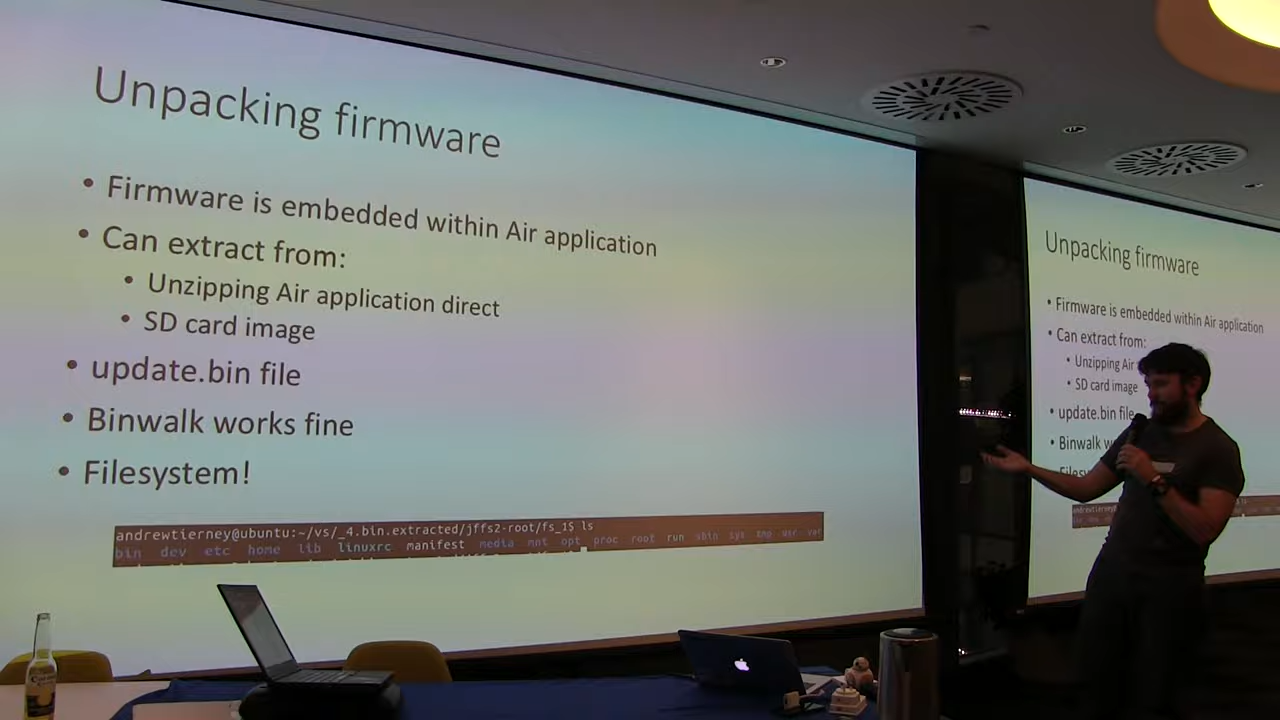 Unpacking firmware
• Firmware is embedded within Air application
• Can extract from:
• Unzipping Air application direct
• SD card image
• update.bin file
• Binwalk works fine
• Filesystem!
andrewtierney@ubuntu:~/vs/_4.bin.extracted/jffs2-root/fs_1$ ls
bin dev etc home lib linuxrc manifest media mnt opt proc root run sbin sys tmp usr var
Unpacking firmware
• Firmware is embedded within Air application
• Can extract from:
• Unzipping Air
• SD card image
• update.bin file
• Binwalk